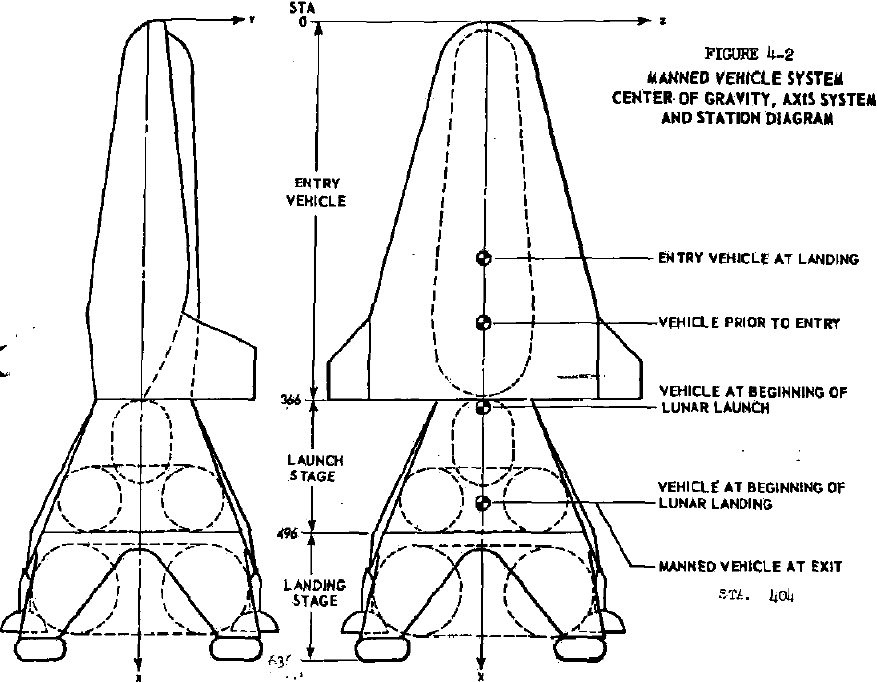 STA
0
Y
Z
FIGURE 4-2
MANNED VEHICLE SYSTEM
CENTER OF GRAVITY, AXIS SYSTEM
AND STATION DIAGRAM
ENTRY
VEHICLE
ENTRY VEHICLE AT LANDING
VEHICLE PRIOR TO ENTRY
366
VEHICLE AT BEGINNING OF
LUNAR LAUNCH
LAUNCH
STAGE
VEHICLE AT BEGINNING OF
LUNAR LANDING
496
MANNED VEHICLE AT EXIT
STA. 404
LANDING
STAGE
X
X